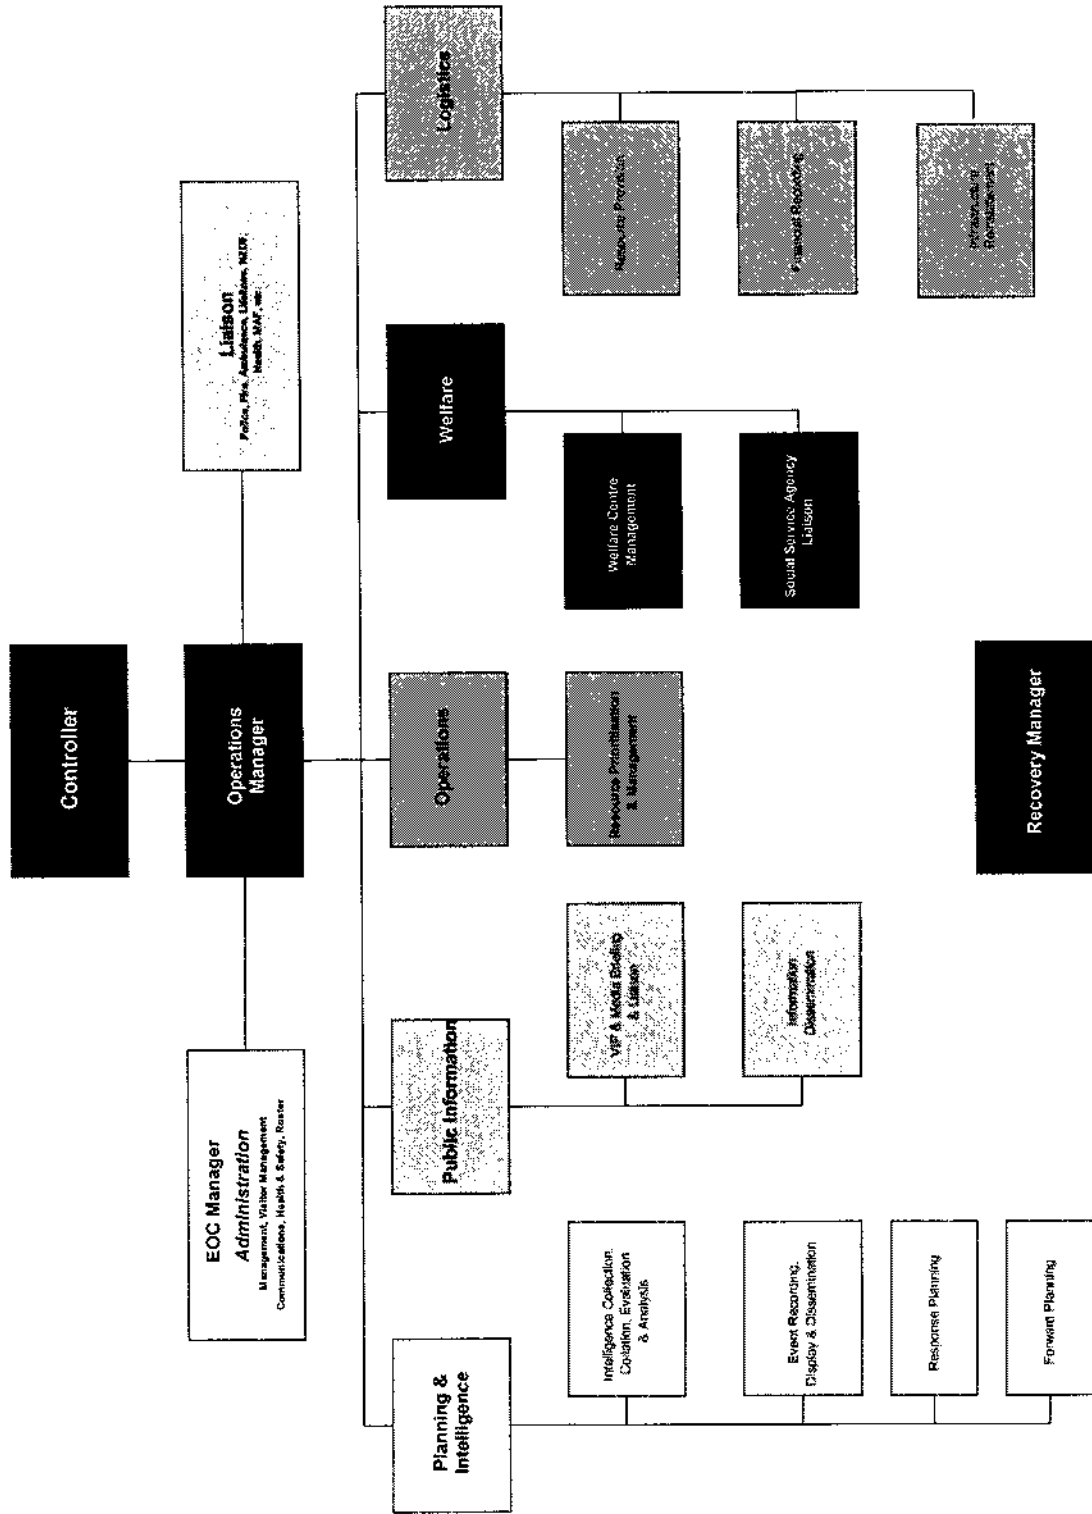 Controller
EOC Manager
Administration
Management, Visitor Management
Communications, Health & Safety, Roster
Operations
Manager
Liaison
Police, Fire, Ambulance, Lifelines, NZDF,
Health, MAF, etc.
Planning &
Intelligence
Public Information
Operations
Welfare
Logistics
Intelligence Collection,
Collation, Evaluation
& Analysis
VIP & Media Briefing
& Liaison
Resource Prioritisation
& Management
Welfare Centre
Management
Resource Provision
Event Recording,
Display & Dissemination
Information
Dissemination
Social Service Agency
Liaison
Financial Recording
Response Planning
Infrastructure
Reinstatement
Forward Planning
Recovery Manager